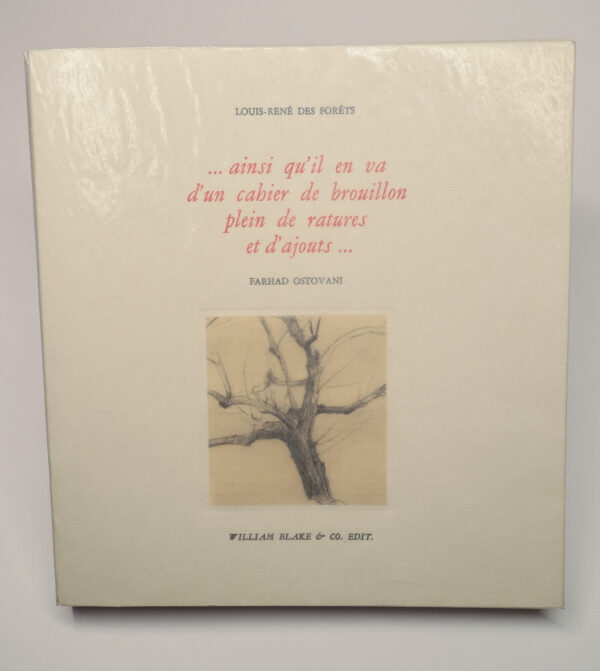 LOUIS-RENÉ DES FORÊTS
... ainsi qu'il en va
d'un cahier de brouillon
plein de ratures
et d'ajouts ...
FARHAD OSTOVANI
WILLIAM BLAKE & CO. EDIT.